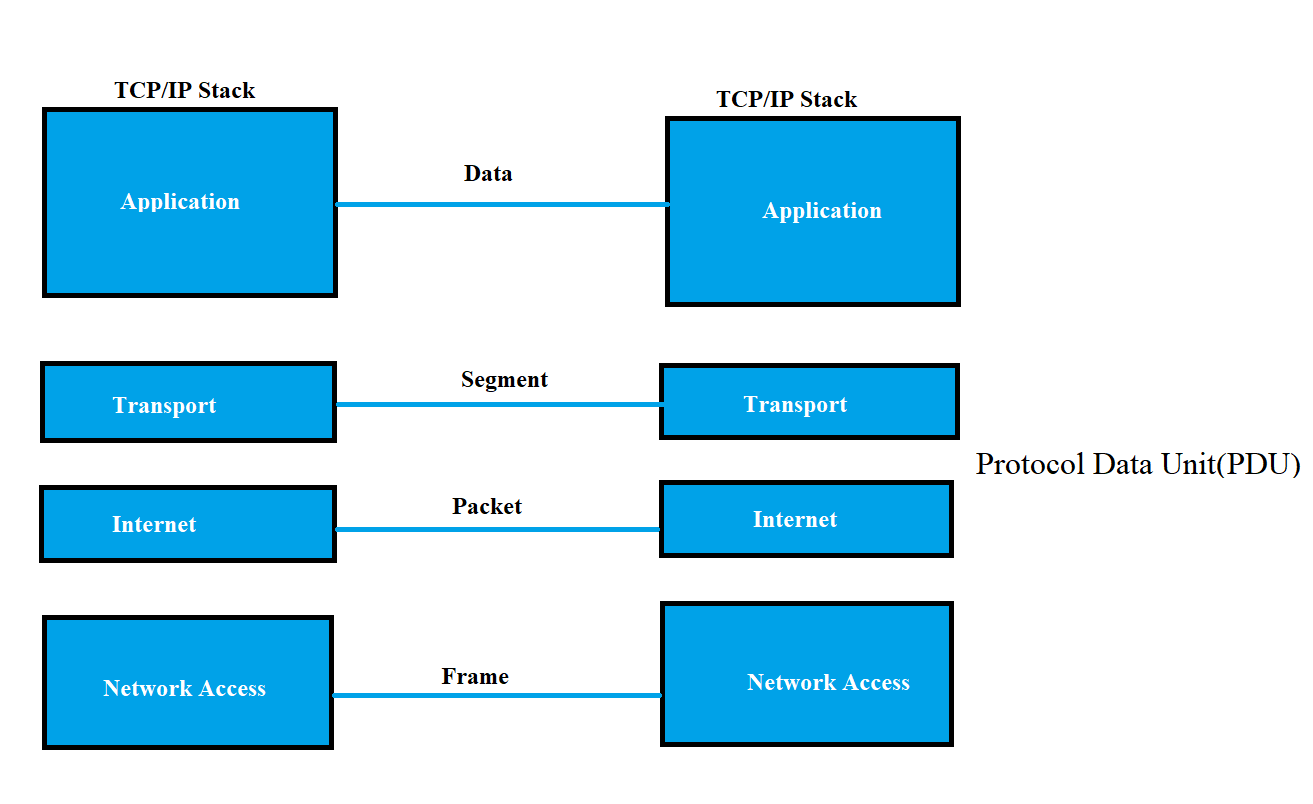 TCP/IP Stack
TCP/IP Stack
Data
Application
Application
Segment
Transport
Transport
Protocol Data Unit(PDU)
Packet
Internet
Internet
Frame
Network Access
Network Access